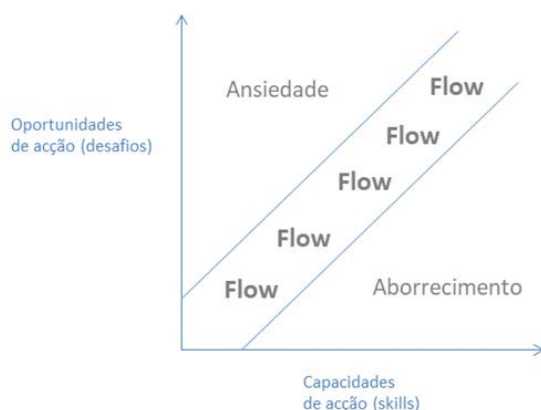 Flow
Ansiedade
Flow
Oportunidades
de acção (desafios)
Flow
Flow
Flow
Aborrecimento
Capacidades
de acção (skills)